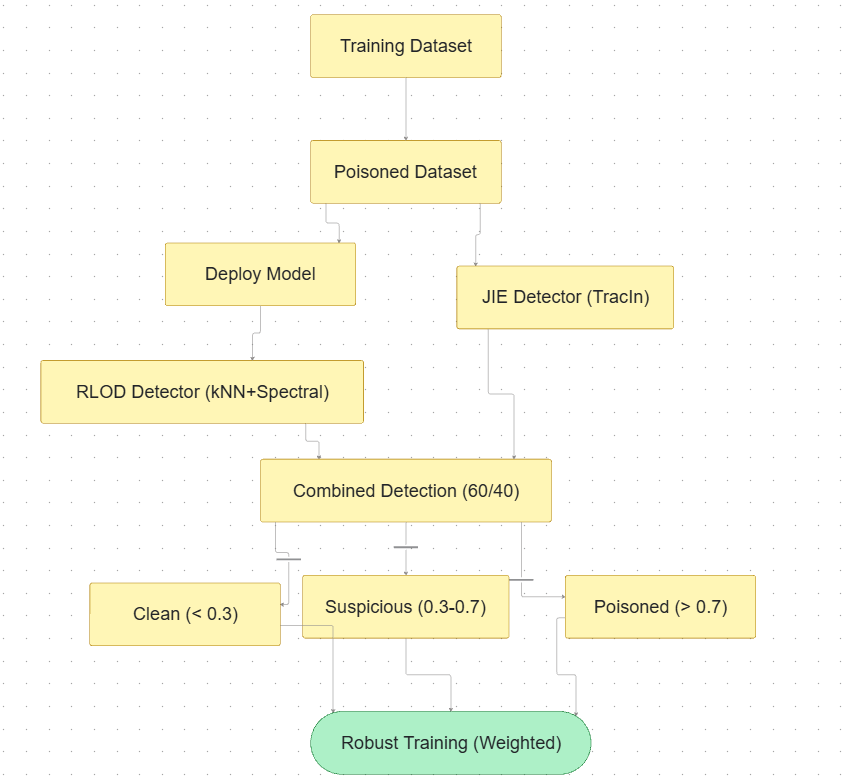 Training Dataset
Poisoned Dataset
Deploy Model
JIE Detector (TracIn)
RLOD Detector (kNN+Spectral)
Combined Detection (60/40)
Clean (< 0.3)
Suspicious (0.3-0.7)
Poisoned (> 0.7)
Robust Training (Weighted)